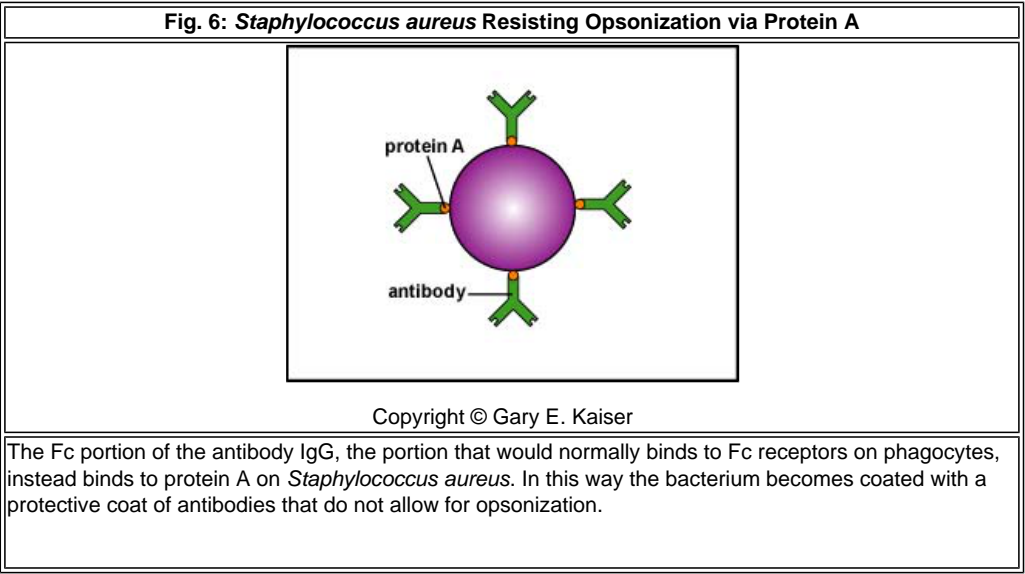 Fig. 6: Staphylococcus aureus Resisting Opsonization via Protein A
protein A
antibody
Copyright © Gary E. Kaiser
The Fc portion of the antibody IgG, the portion that would normally binds to Fc receptors on phagocytes,
instead binds to protein A on Staphylococcus aureus. In this way the bacterium becomes coated with a
protective coat of antibodies that do not allow for opsonization.